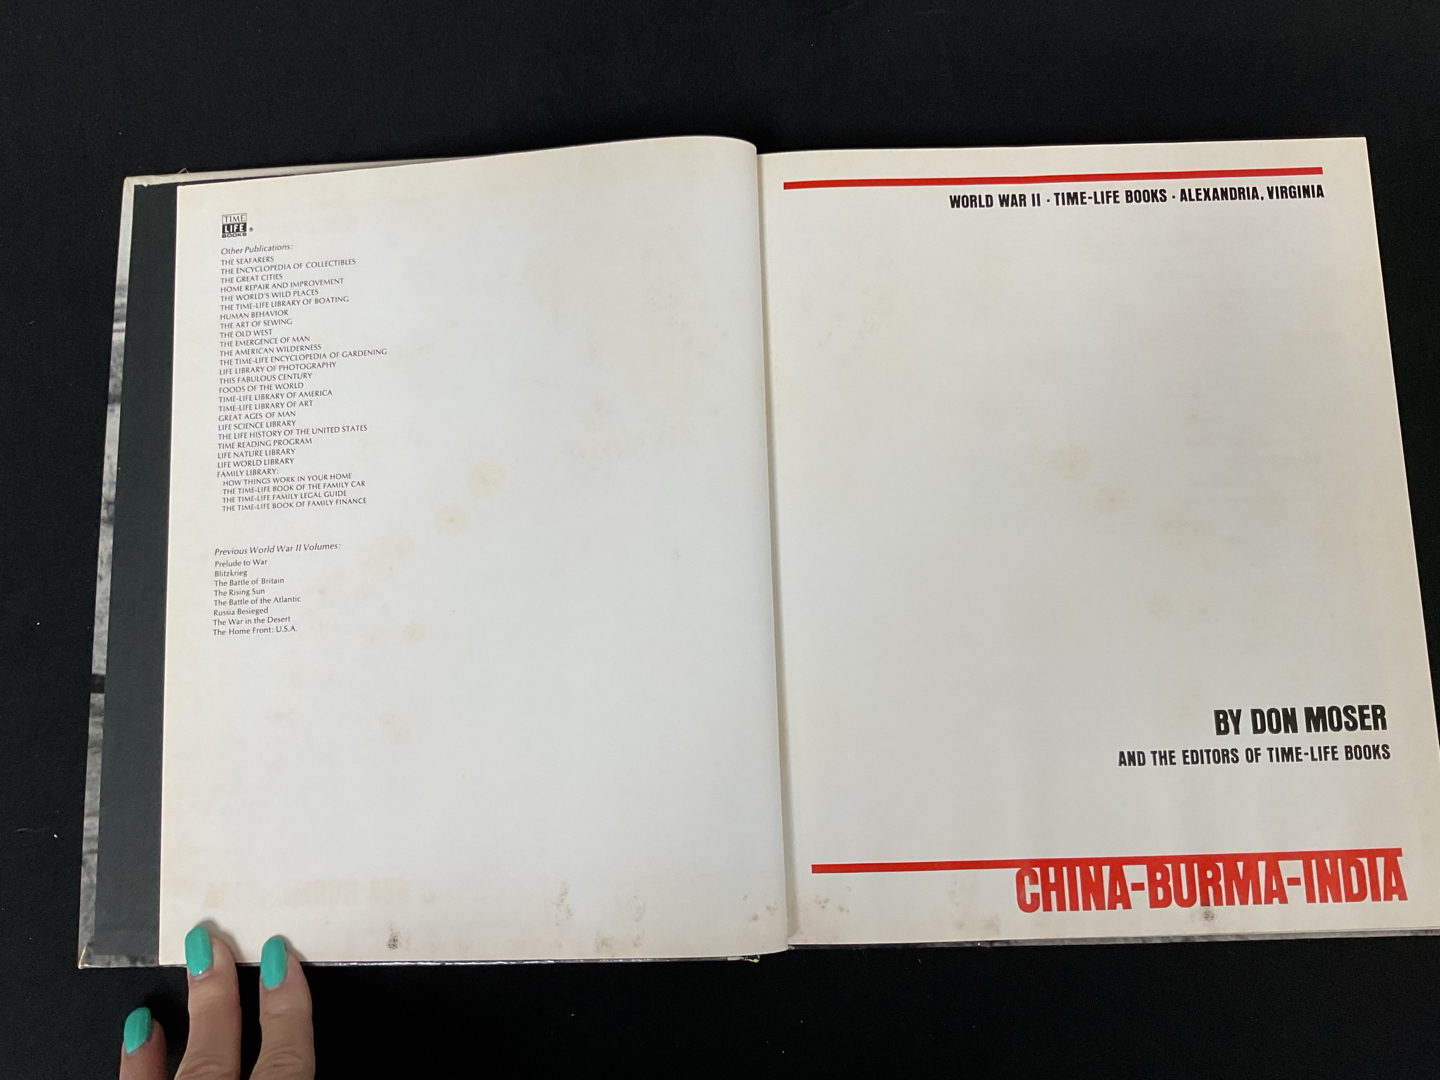 TIME
LIFE
BOOKS
®
Other Publications:
THE SEAFARERS
THE ENCYCLOPEDIA OF COLLECTIBLES
THE GREAT CITIES
HOME REPAIR AND IMPROVEMENT
THE WORLD'S WILD PLACES
THE TIME-LIFE LIBRARY OF BOATING
HUMAN BEHAVIOR
THE ART OF SEWING
THE OLD WEST
THE EMERGENCE OF MAN
THE AMERICAN WILDERNESS
THE TIME-LIFE ENCYCLOPEDIA OF GARDENING
LIFE LIBRARY OF PHOTOGRAPHY
THIS FABULOUS CENTURY
FOODS OF THE WORLD
TIME-LIFE LIBRARY OF AMERICA
TIME-LIFE LIBRARY OF ART
GREAT AGES OF MAN
LIFE SCIENCE LIBRARY
THE LIFE HISTORY OF THE UNITED STATES
TIME READING PROGRAM
LIFE NATURE LIBRARY
LIFE WORLD LIBRARY
FAMILY LIBRARY:
HOW THINGS WORK IN YOUR HOME
THE TIME-LIFE BOOK OF THE FAMILY CAR
THE TIME-LIFE FAMILY LEGAL GUIDE
THE TIME-LIFE BOOK OF FAMILY FINANCE
Previous World War II Volumes:
Prelude to War
Blitzkrieg
The Battle of Britain
The Rising Sun
The Battle of the Atlantic
Russia Besieged
The War in the Desert
The Home Front: U.S.A.
WORLD WAR II · TIME-LIFE BOOKS · ALEXANDRIA, VIRGINIA
BY DON MOSER
AND THE EDITORS OF TIME-LIFE BOOKS
CHINA-BURMA-INDIA